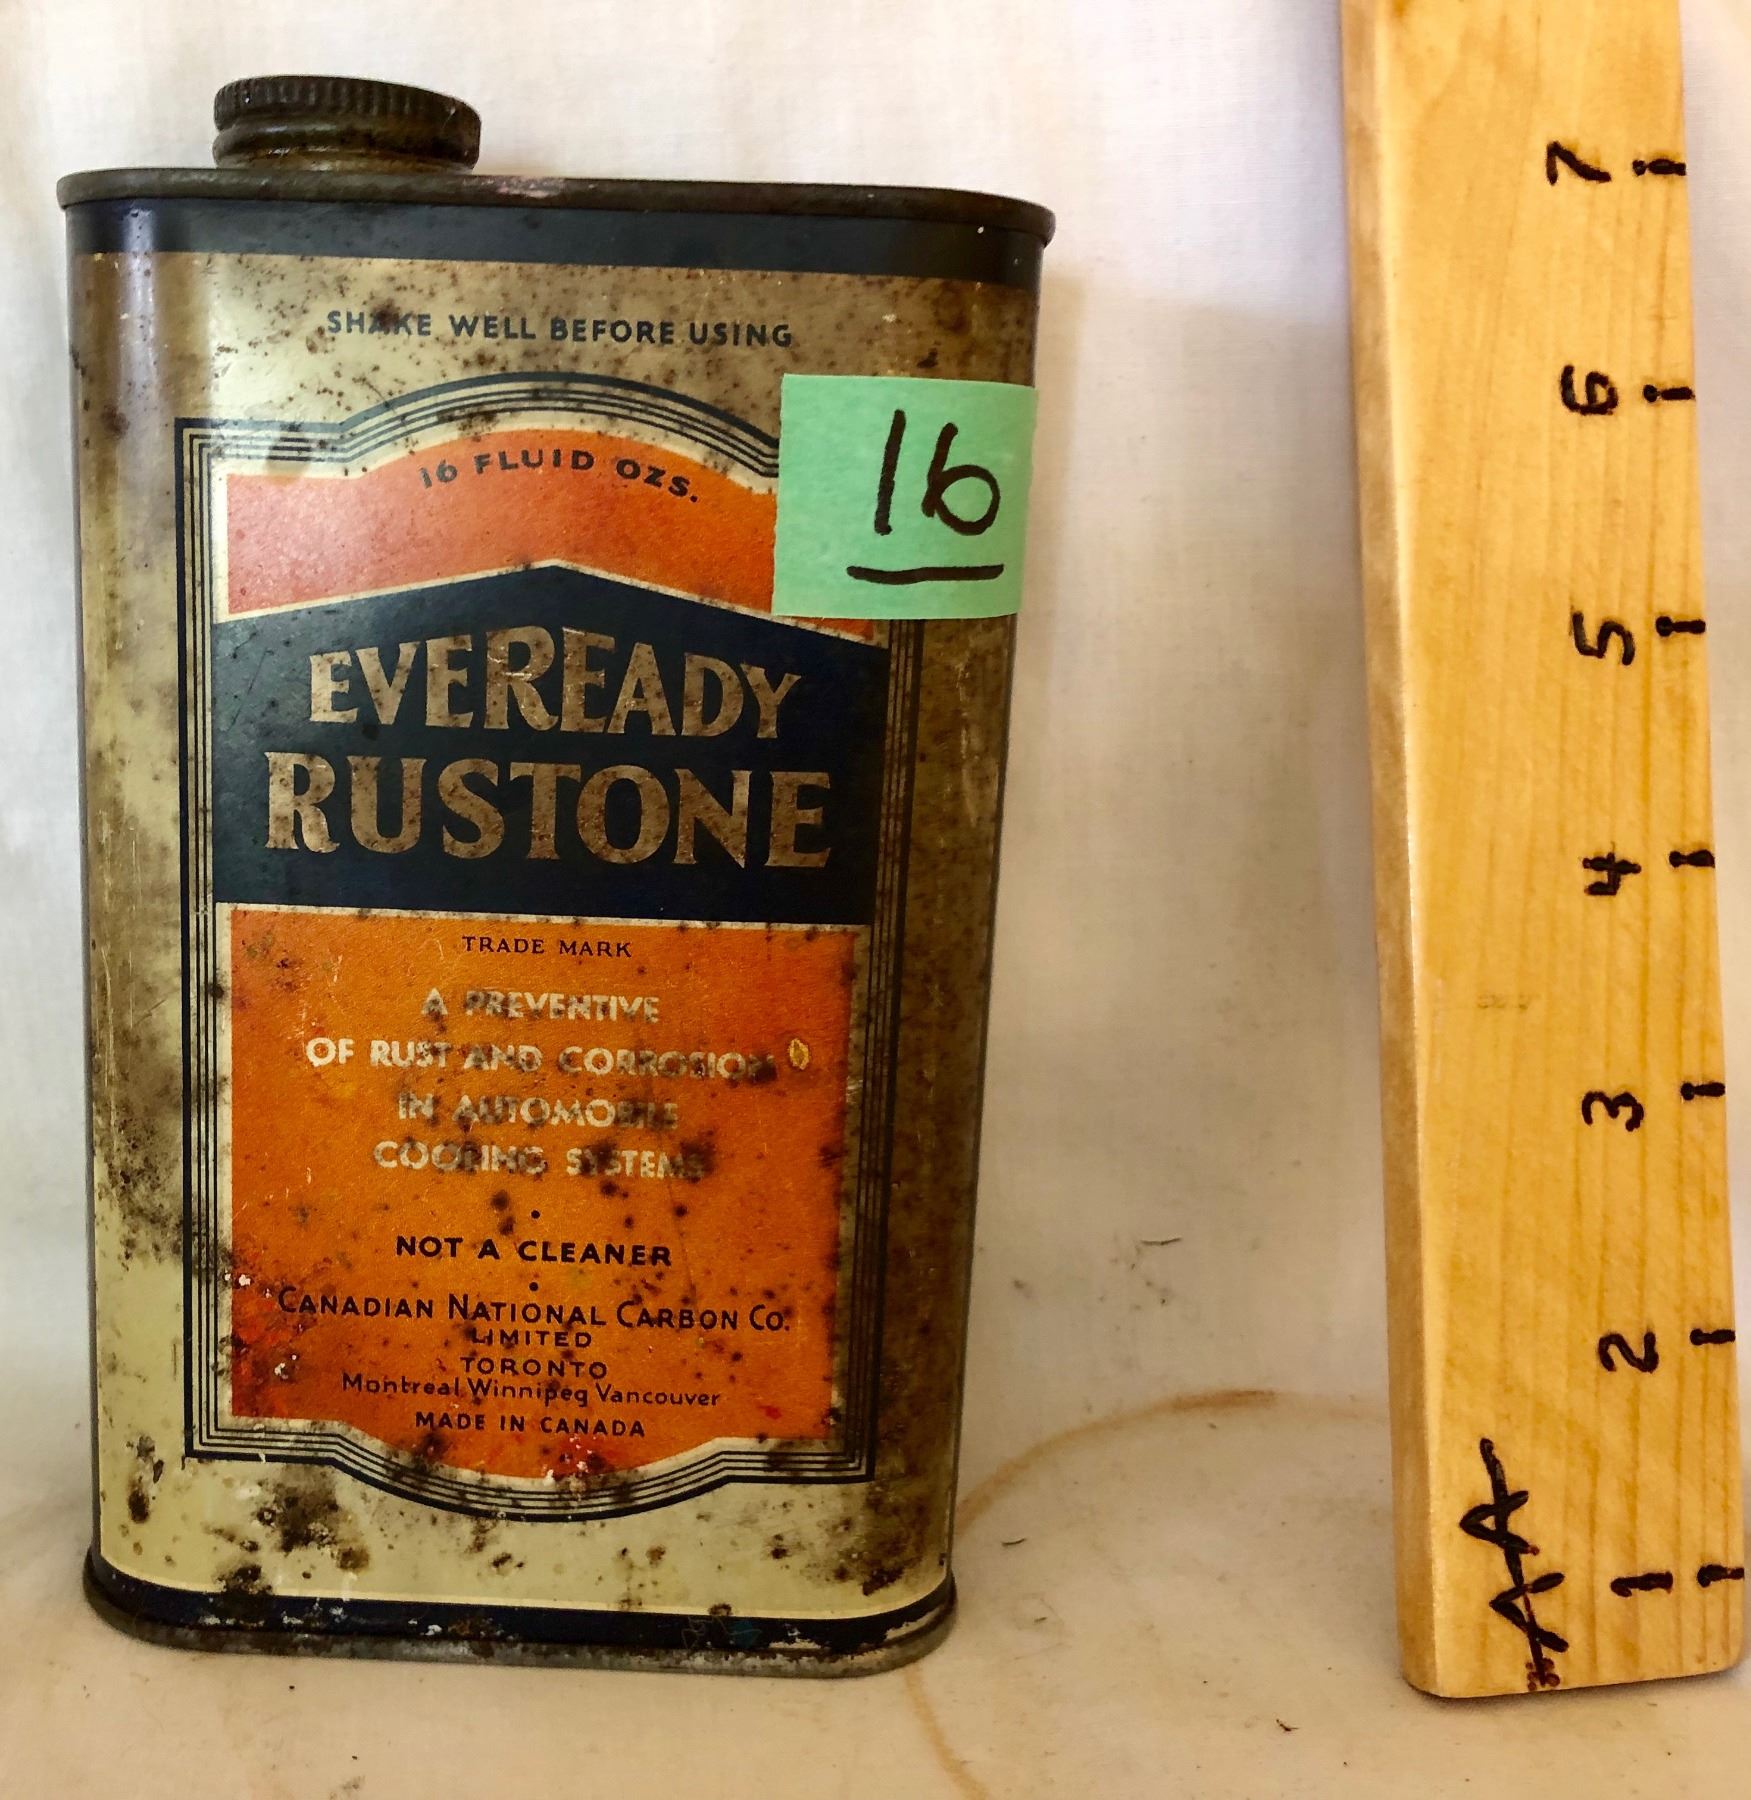 SHAKE WELL BEFORE USING
16 FLUID OZS.
16
EVEREADY
RUSTONE
TRADE MARK
A PREVENTIVE
OF RUST AND CORROSION
IN AUTOMOBILE
COOLING SYSTEMS
NOT A CLEANER
CANADIAN NATIONAL CARBON CO.
LIMITED
TORONTO
Montreal Winnipeg Vancouver
MADE IN CANADA
7
6
5
4
3
2
1
AA